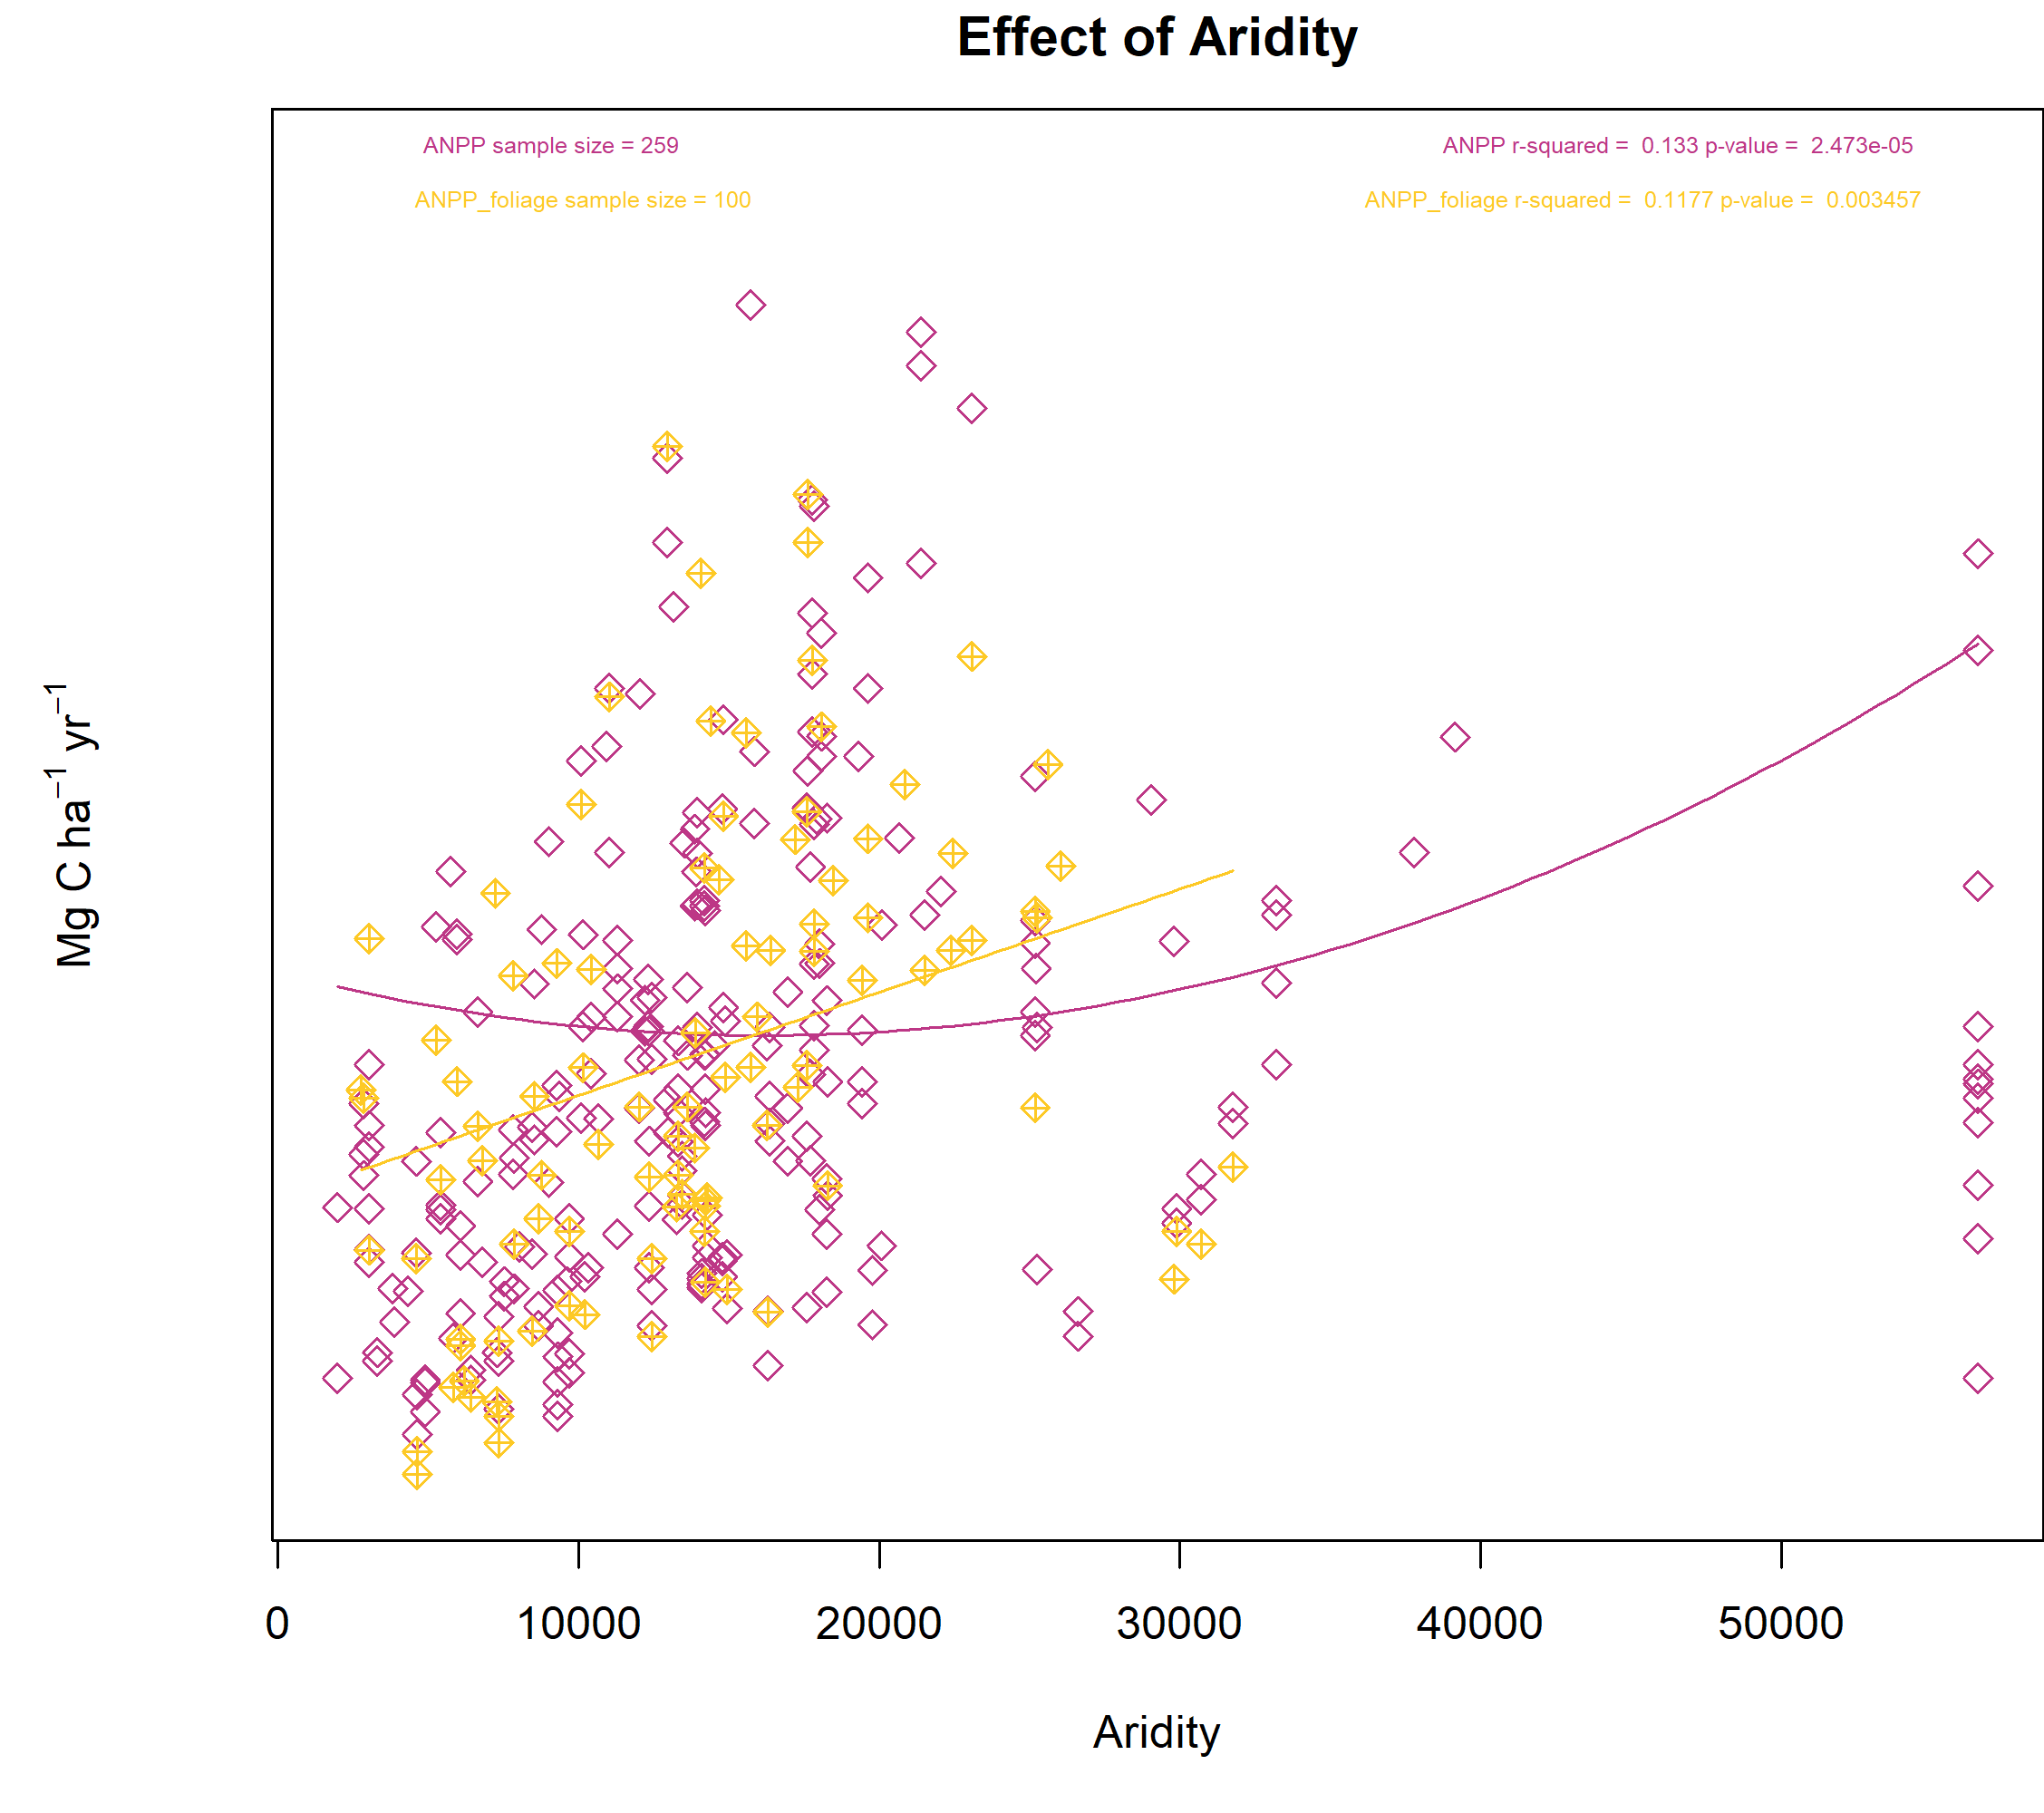 Effect of Aridity
ANPP sample size = 259
ANPP r-squared =  0.133 p-value =  2.473e-05
ANPP_foliage sample size = 100
ANPP_foliage r-squared =  0.1177 p-value =  0.003457
Mg C ha⁻¹ yr⁻¹
0 10000 20000 30000 40000 50000
Aridity